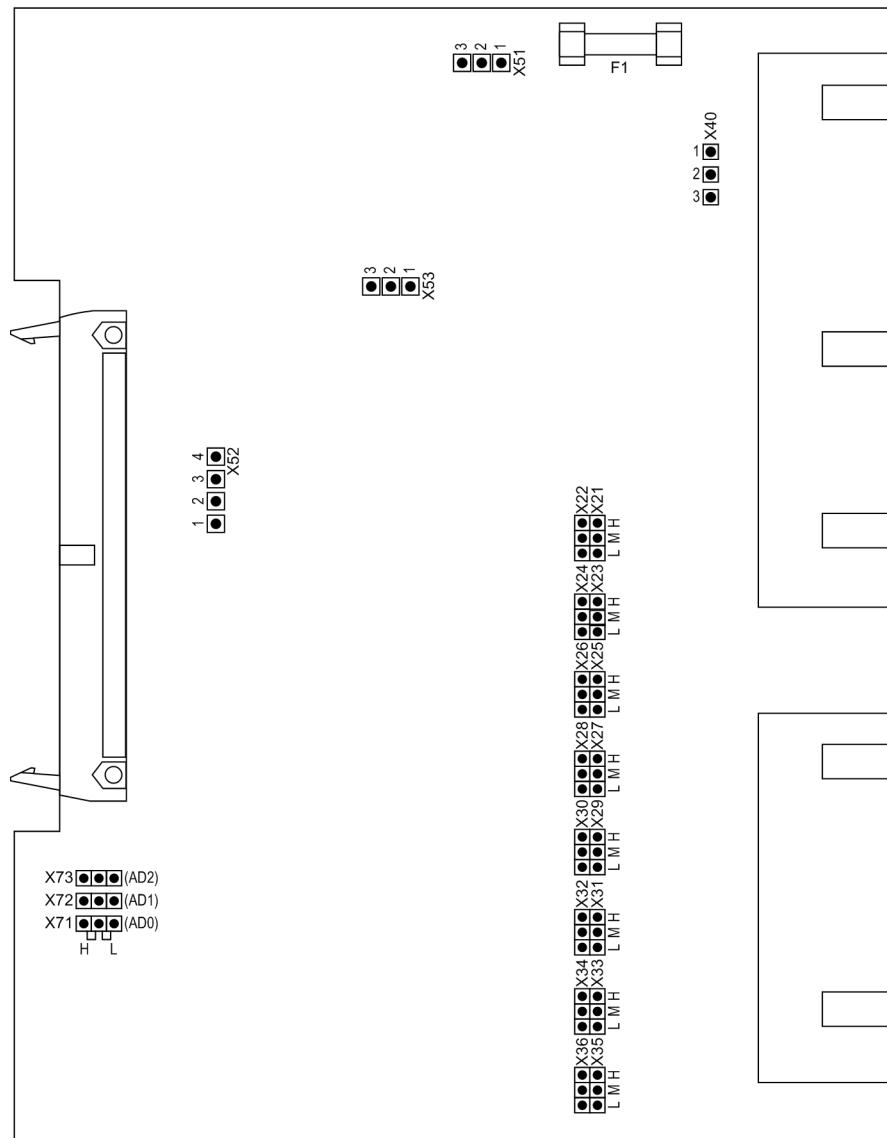 3 2 1
X51
F1
X40
1
2
3
3 2 1
X53
4
3
2
1
X52
X22 X21
H
M
L
X24 X23
H
M
L
X26 X25
H
M
L
X28 X27
H
M
L
X30 X29
H
M
L
X32 X31
H
M
L
X34 X33
H
M
L
X36 X35
H
M
L
X73 (AD2)
X72 (AD1)
X71 (AD0)
H L